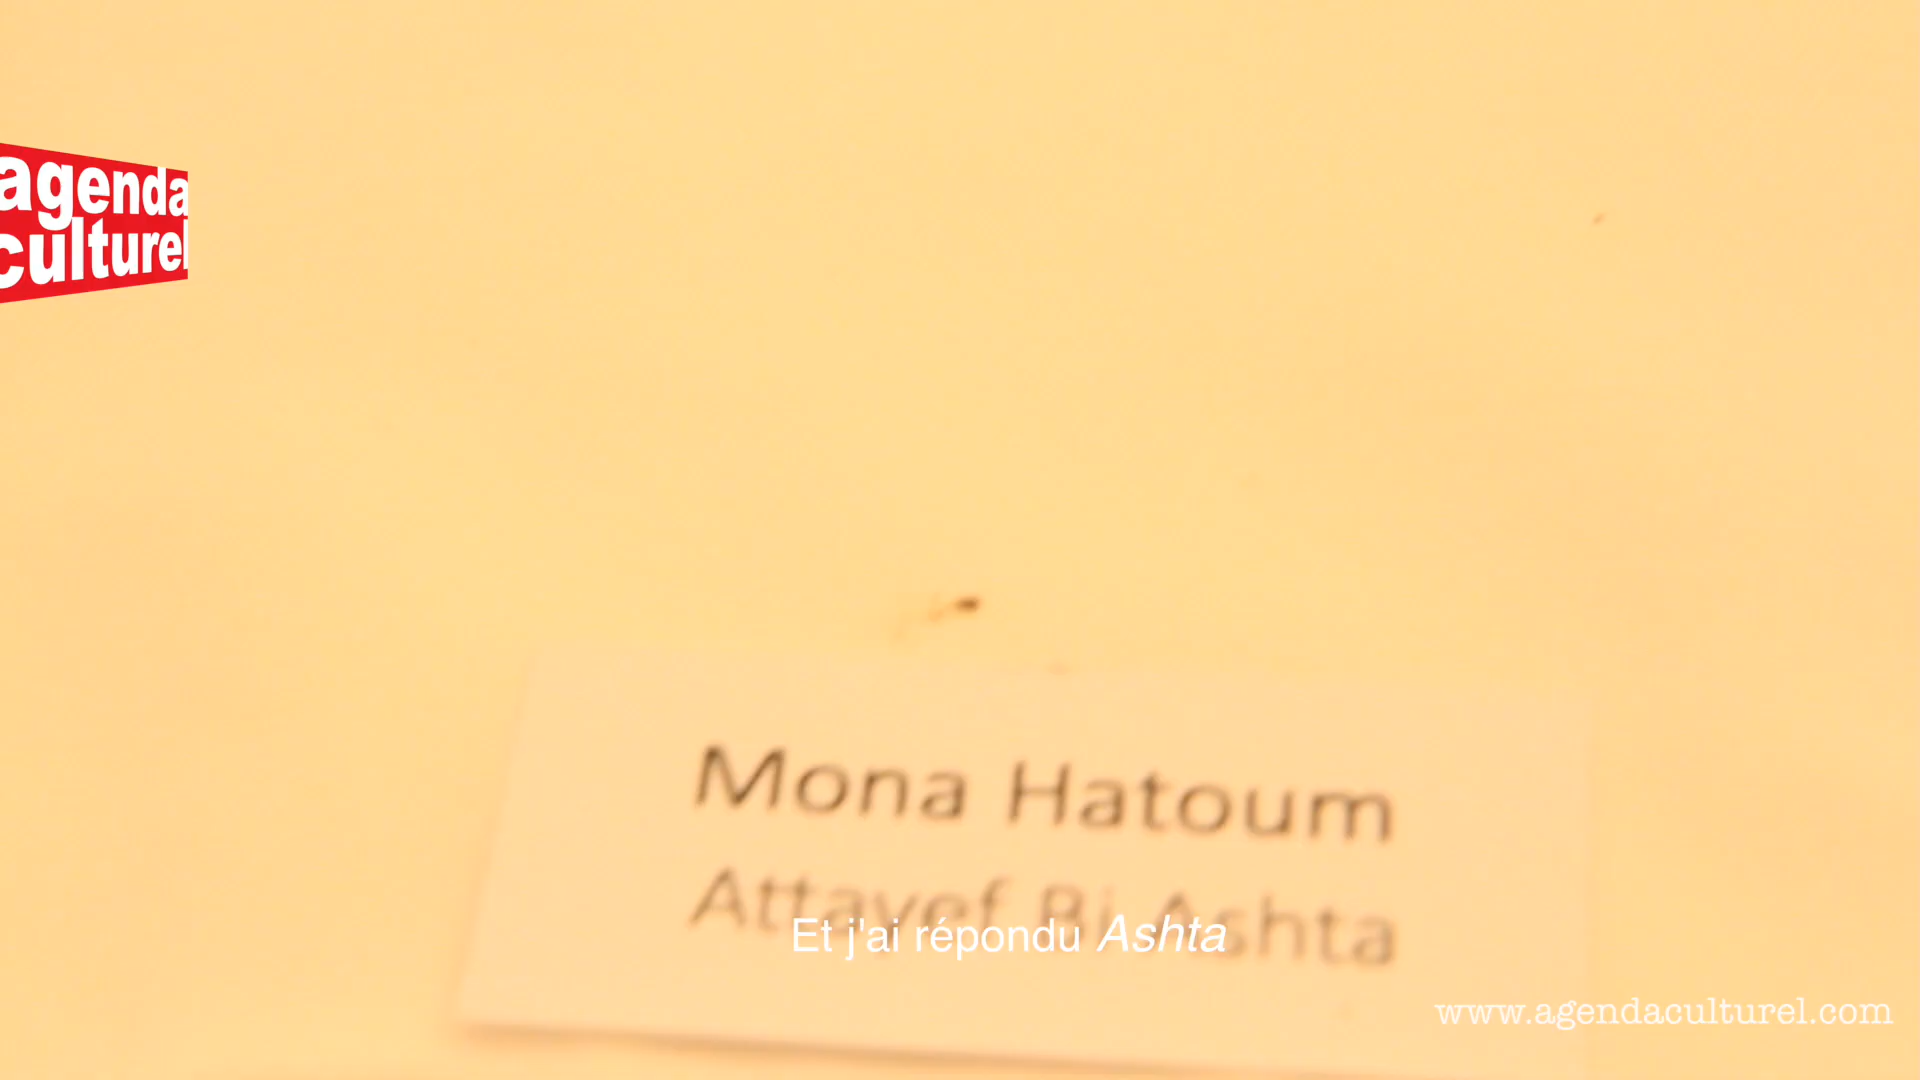 agenda
culturel
Mona Hatoum
Attayef Bi Ashta
Et j'ai répondu Ashta
www.agendaculturel.com